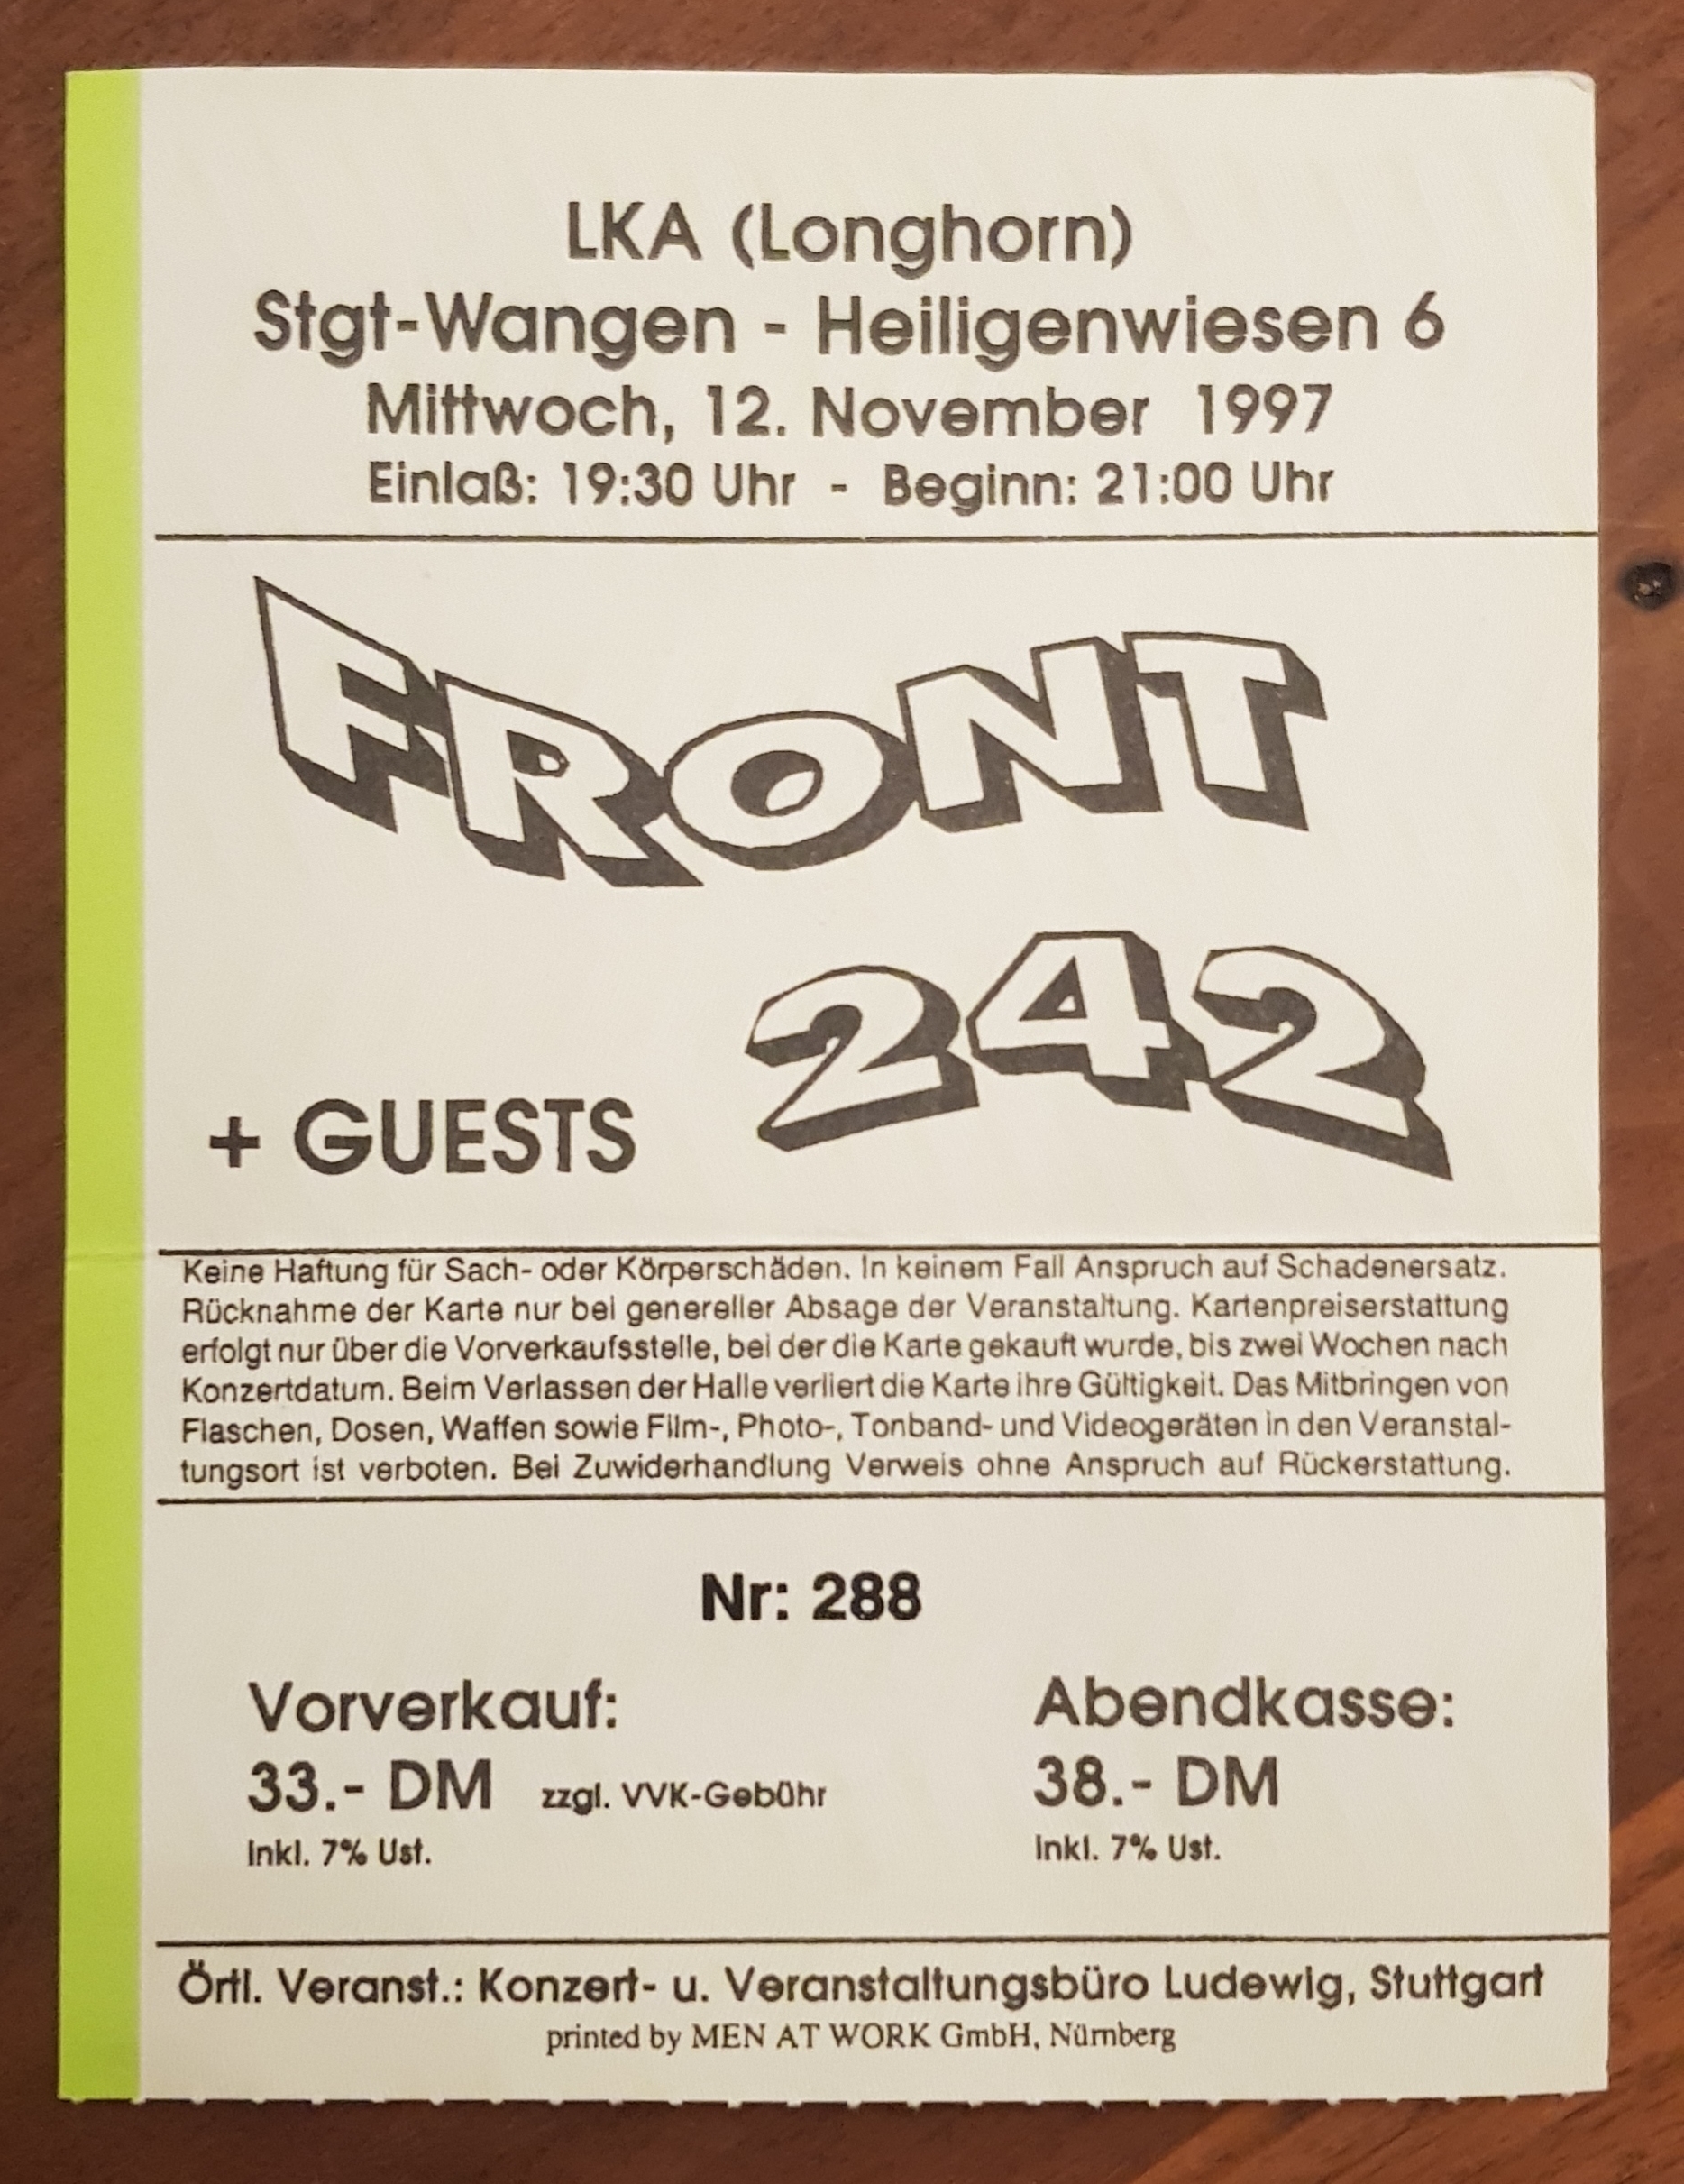 LKA (Longhorn)
Stgt-Wangen - Heiligenwiesen 6
Mittwoch, 12. November 1997
Einlaß: 19:30 Uhr - Beginn: 21:00 Uhr
FRONT
242
+ GUESTS
Keine Haftung für Sach- oder Körperschäden. In keinem Fall Anspruch auf Schadenersatz.
Rücknahme der Karte nur bei genereller Absage der Veranstaltung. Kartenpreiserstattung
erfolgt nur über die Vorverkaufsstelle, bei der die Karte gekauft wurde, bis zwei Wochen nach
Konzertdatum. Beim Verlassen der Halle verliert die Karte ihre Gültigkeit. Das Mitbringen von
Flaschen, Dosen, Waffen sowie Film-, Photo-, Tonband- und Videogeräten in den Veranstal-
tungsort ist verboten. Bei Zuwiderhandlung Verweis ohne Anspruch auf Rückerstattung.
Nr: 288
Vorverkauf: Abendkasse:
33.- DM zzgl. VVK-Gebühr 38.- DM
Inkl. 7% Ust. Inkl. 7% Ust.
Örtl. Veranst.: Konzert- u. Veranstaltungsbüro Ludewig, Stuttgart
printed by MEN AT WORK GmbH, Nürnberg